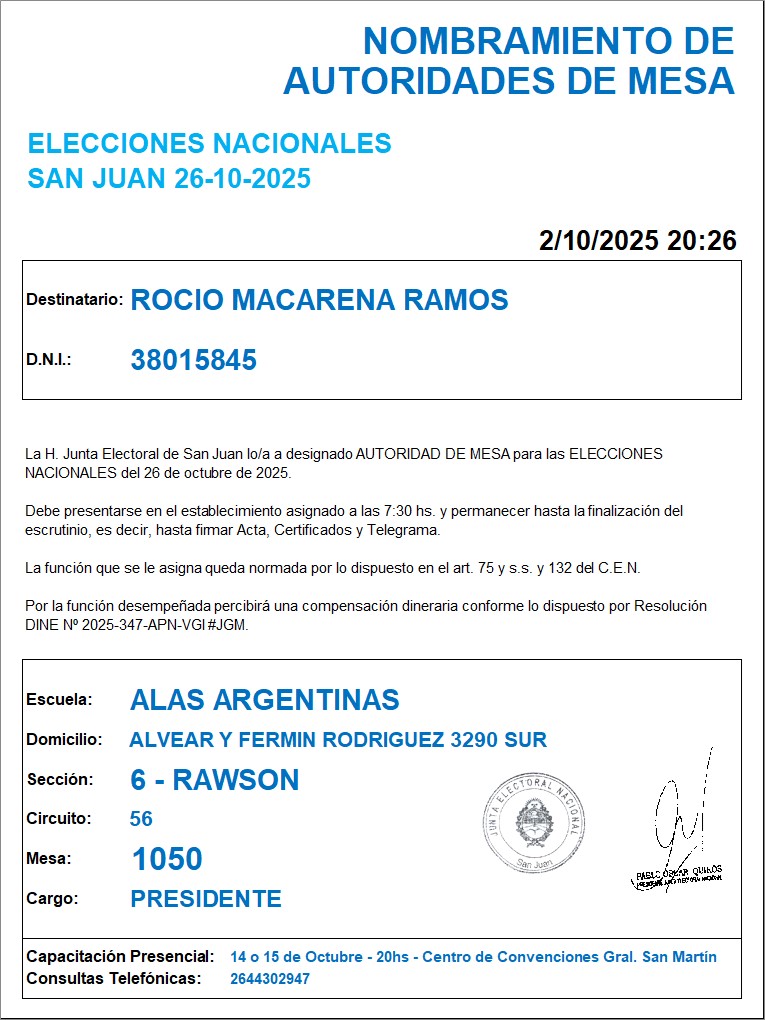 NOMBRAMIENTO DE
AUTORIDADES DE MESA
ELECCIONES NACIONALES
SAN JUAN 26-10-2025
2/10/2025 20:26
Destinatario: ROCIO MACARENA RAMOS
D.N.I.: 38015845
La H. Junta Electoral de San Juan lo/a a designado AUTORIDAD DE MESA para las ELECCIONES
NACIONALES del 26 de octubre de 2025.
Debe presentarse en el establecimiento asignado a las 7:30 hs. y permanecer hasta la finalización del
escrutinio, es decir, hasta firmar Acta, Certificados y Telegrama.
La función que se le asigna queda normada por lo dispuesto en el art. 75 y s.s. y 132 del C.E.N.
Por la función desempeñada percibirá una compensación dineraria conforme lo dispuesto por Resolución
DINE Nº 2025-347-APN-VGI#JGM.
Escuela: ALAS ARGENTINAS
Domicilio: ALVEAR Y FERMIN RODRIGUEZ 3290 SUR
Sección: 6 - RAWSON
Circuito: 56
Mesa: 1050
Cargo: PRESIDENTE
JUNTA ELECTORAL NACIONAL
San Juan
PABLO OSCAR QUIROS
Capacitación Presencial: 14 o 15 de Octubre - 20hs - Centro de Convenciones Gral. San Martín
Consultas Telefónicas: 2644302947